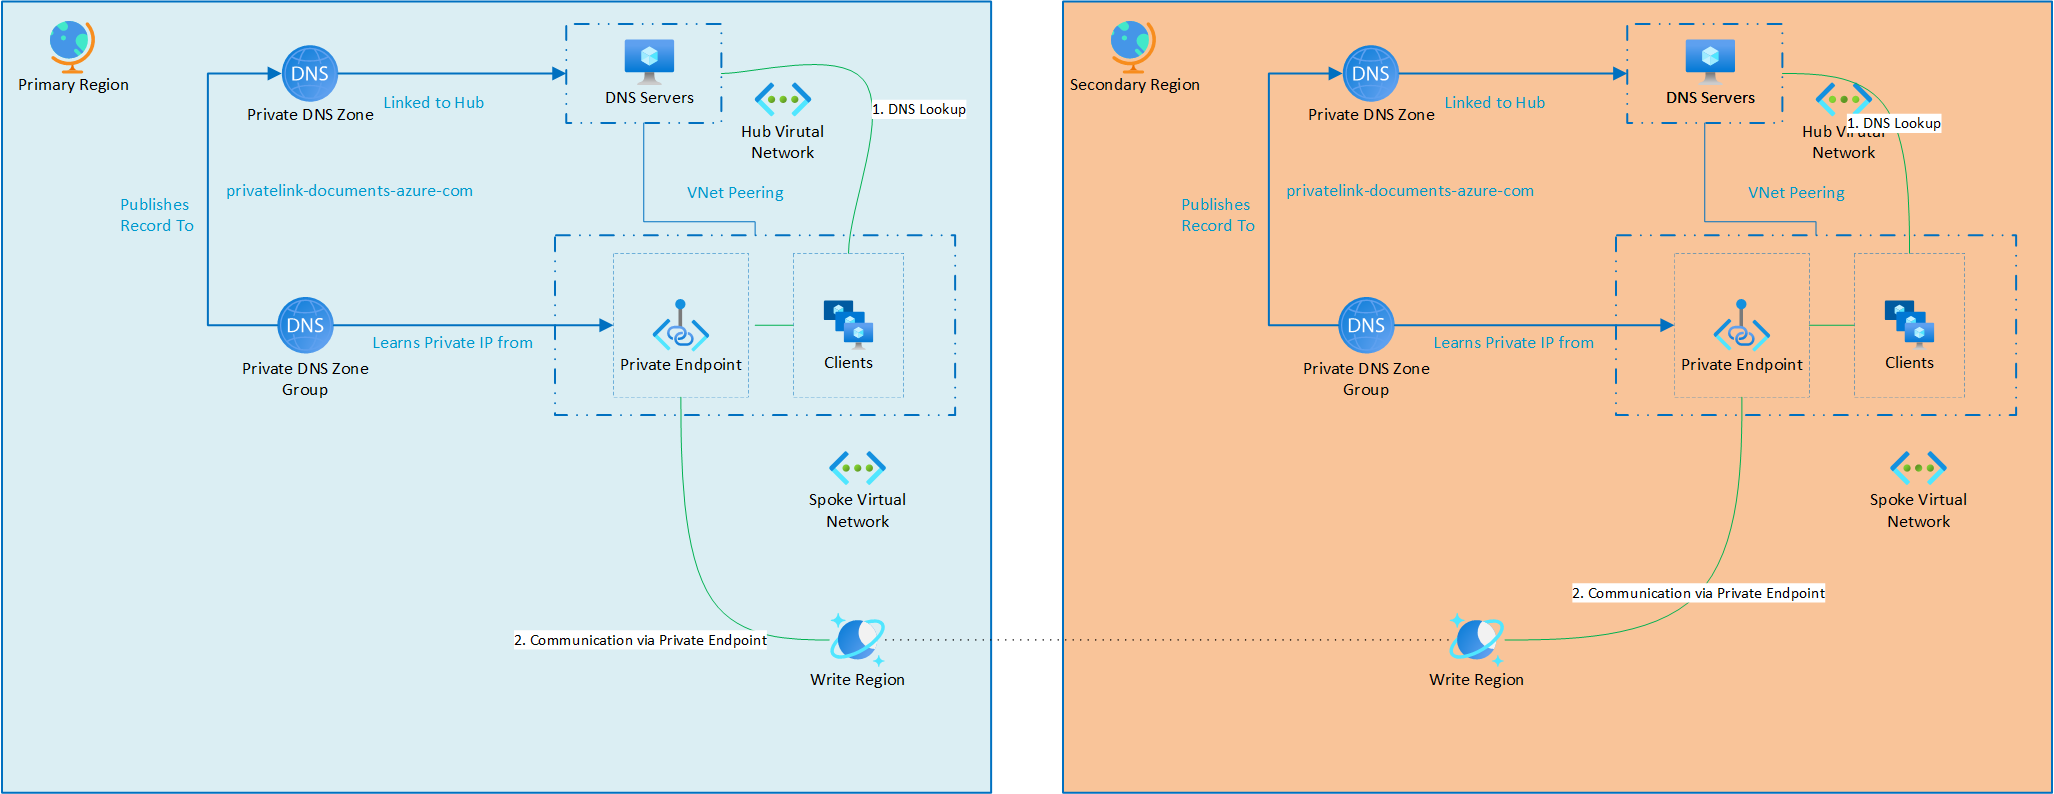 Primary Region
DNS
Private DNS Zone
Linked to Hub
DNS Servers
1. DNS Lookup
Hub Virutal
Network
privatelink-documents-azure-com
VNet Peering
Publishes
Record To
DNS
Private DNS Zone
Group
Learns Private IP from
Private Endpoint
Clients
Spoke Virtual
Network
2. Communication via Private Endpoint
Write Region
Secondary Region
DNS
Private DNS Zone
Linked to Hub
DNS Servers
1. DNS Lookup
Hub Virutal
Network
privatelink-documents-azure-com
VNet Peering
Publishes
Record To
DNS
Private DNS Zone
Group
Learns Private IP from
Private Endpoint
Clients
Spoke Virtual
Network
2. Communication via Private Endpoint
Write Region